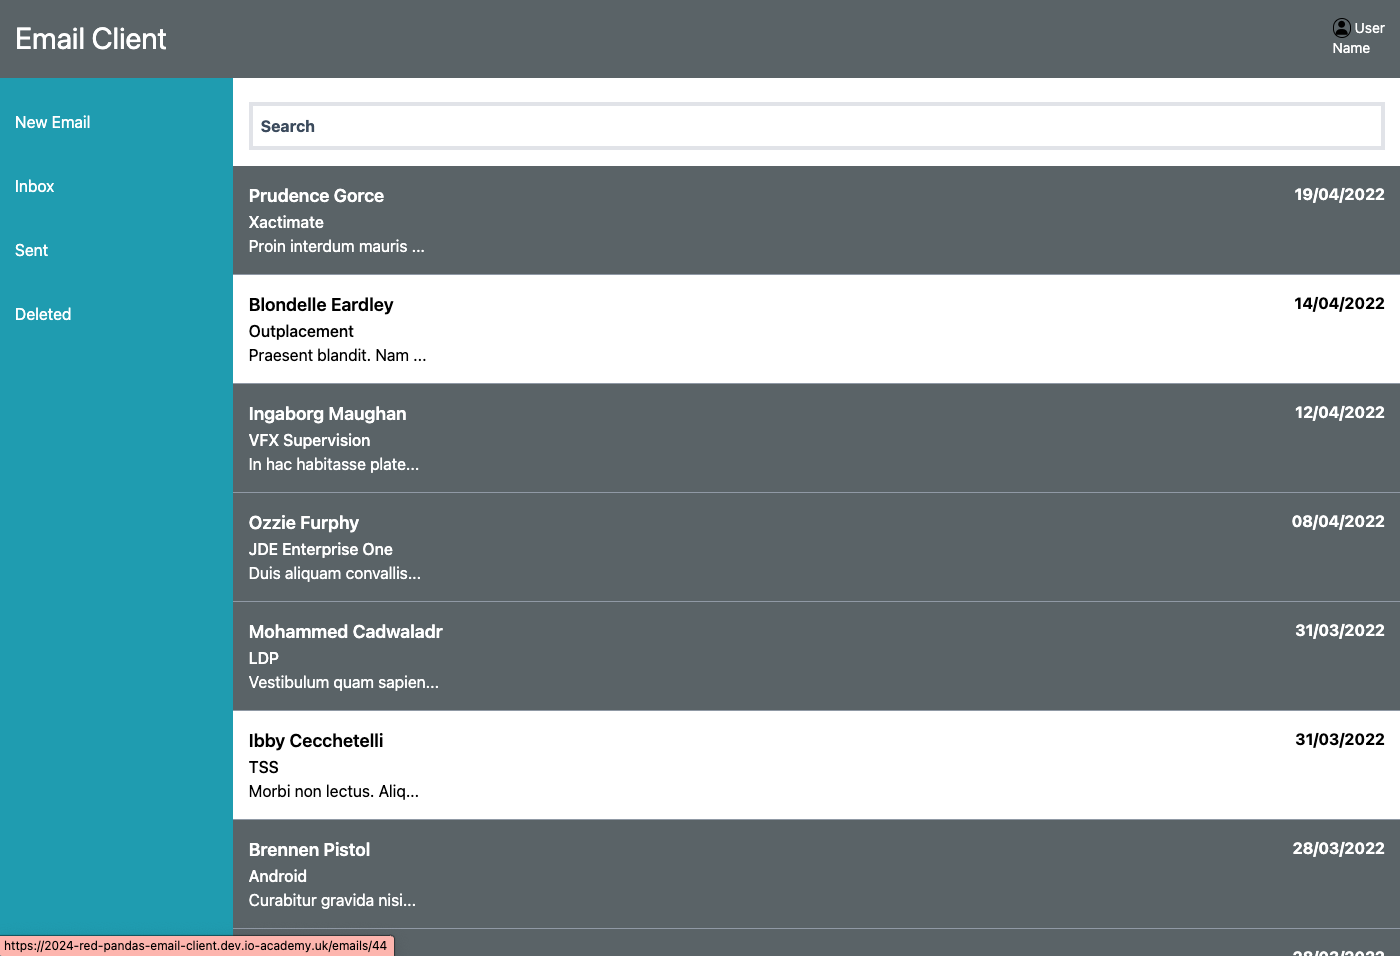 Email Client
User
Name
New Email
Inbox
Sent
Deleted
Search
Prudence Gorce
19/04/2022
Xactimate
Proin interdum mauris ...
Blondelle Eardley
14/04/2022
Outplacement
Praesent blandit. Nam ...
Ingaborg Maughan
12/04/2022
VFX Supervision
In hac habitasse plate...
Ozzie Furphy
08/04/2022
JDE Enterprise One
Duis aliquam convallis...
Mohammed Cadwaladr
31/03/2022
LDP
Vestibulum quam sapien...
Ibby Cecchetelli
31/03/2022
TSS
Morbi non lectus. Aliq...
Brennen Pistol
28/03/2022
Android
Curabitur gravida nisi...
https://2024-red-pandas-email-client.dev.io-academy.uk/emails/44
28/03/2022